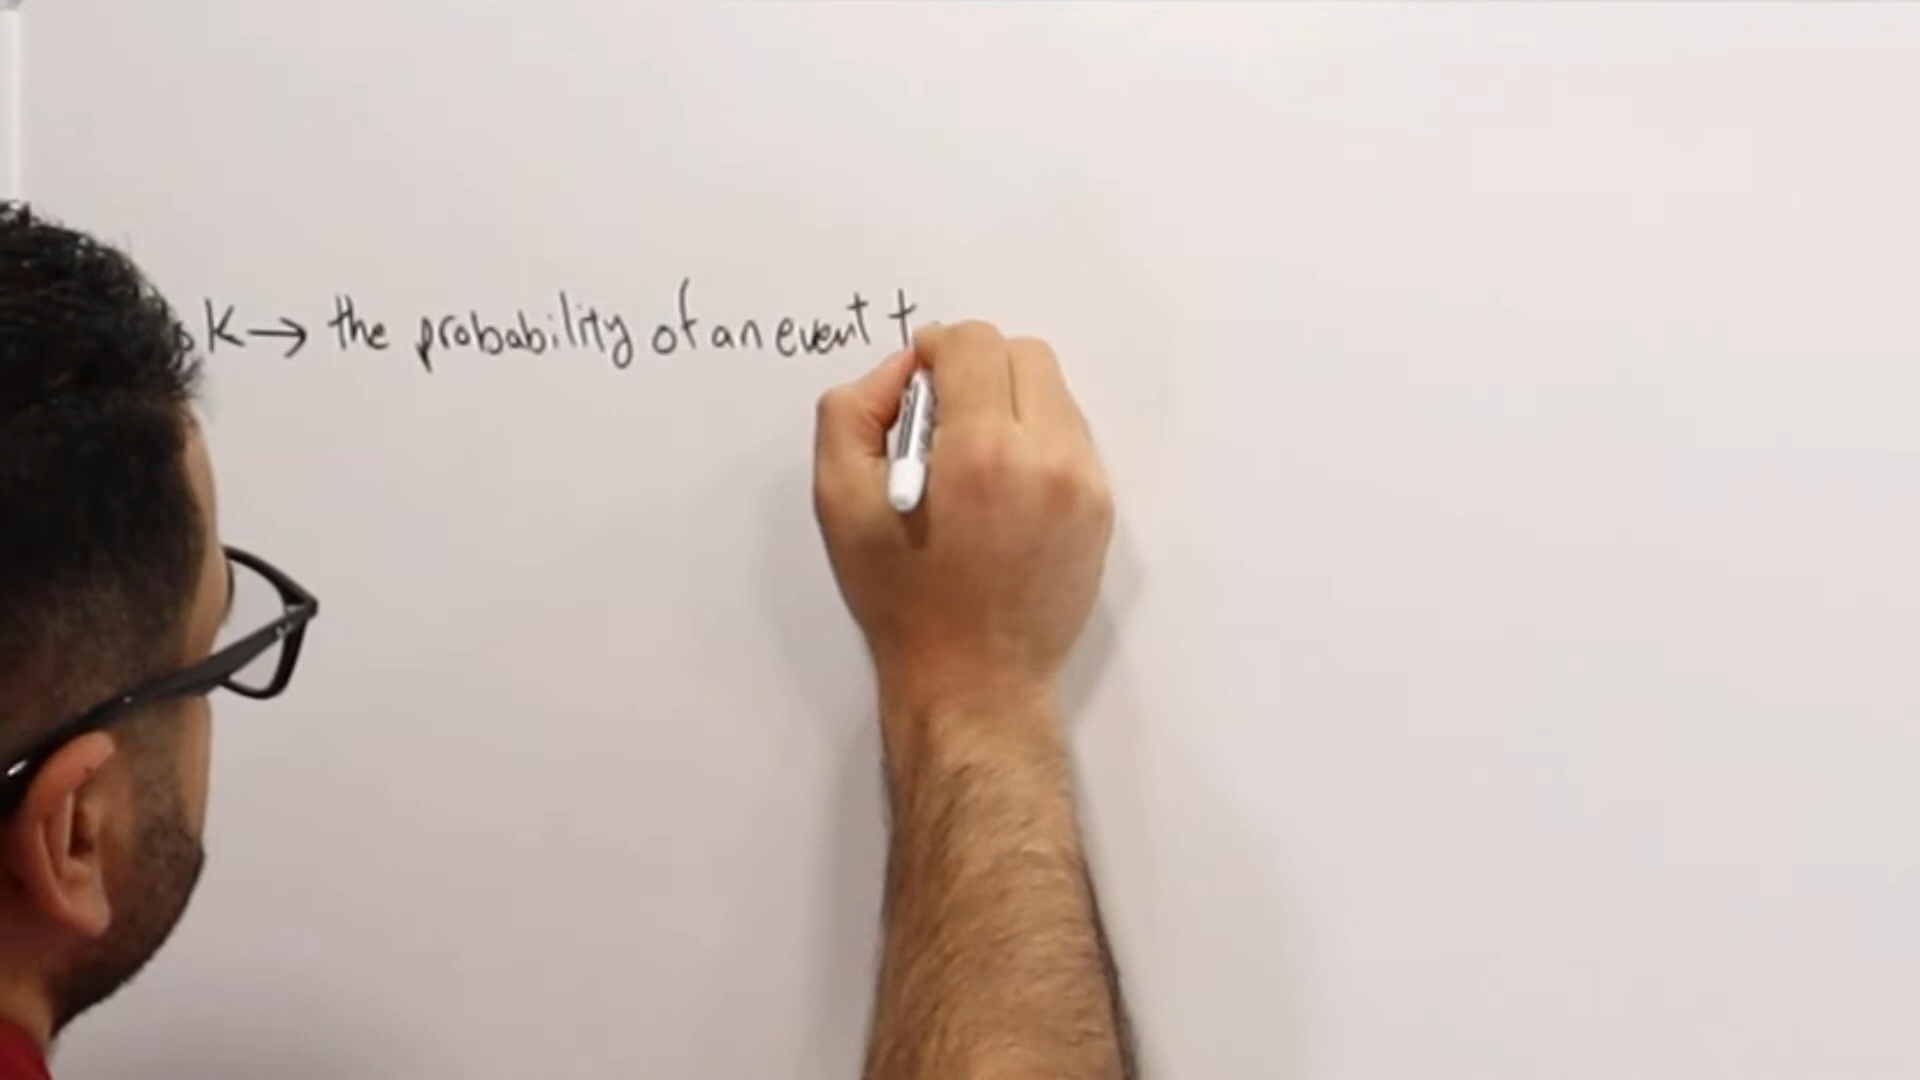 K → the probability of an event t